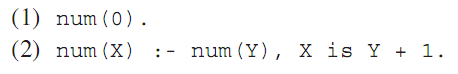 (1) num(0).
(2) num(X) :- num(Y), X is Y + 1.